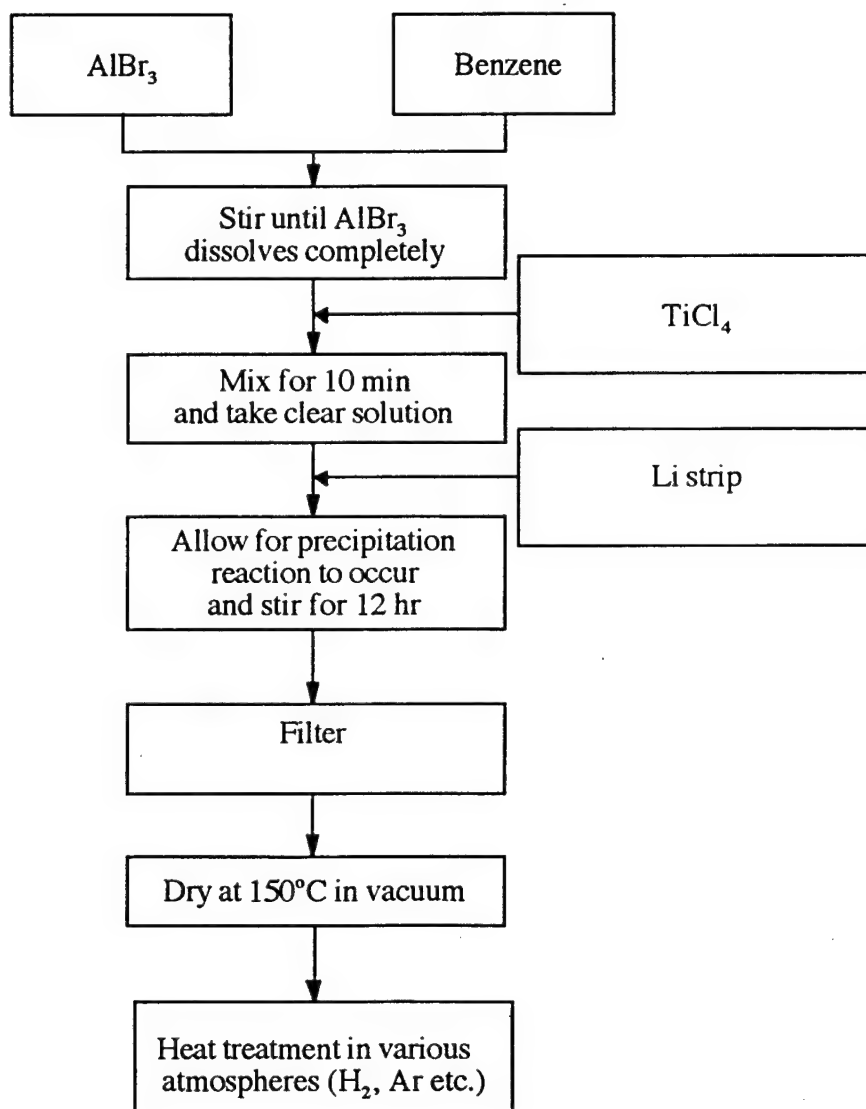 AlBr₃
Benzene
Stir until AlBr₃
dissolves completely
TiCl₄
Mix for 10 min
and take clear solution
Li strip
Allow for precipitation
reaction to occur
and stir for 12 hr
Filter
Dry at 150°C in vacuum
Heat treatment in various
atmospheres (H₂, Ar etc.)